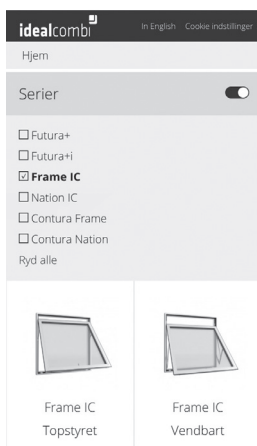 idealcombi In English Cookie indstillinger
Hjem
Serier
Futura+
Futura+i
Frame IC
Nation IC
Contura Frame
Contura Nation
Ryd alle
Frame IC
Topstyret
Frame IC
Vendbart